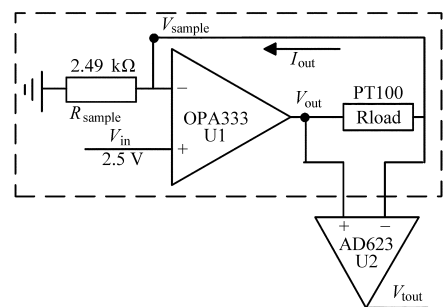 V_sample
2.49 kΩ
I_out
R_sample
−
OPA333
U1
V_out
PT100
Rload
V_in
2.5 V
+
+ −
AD623
U2
V_tout